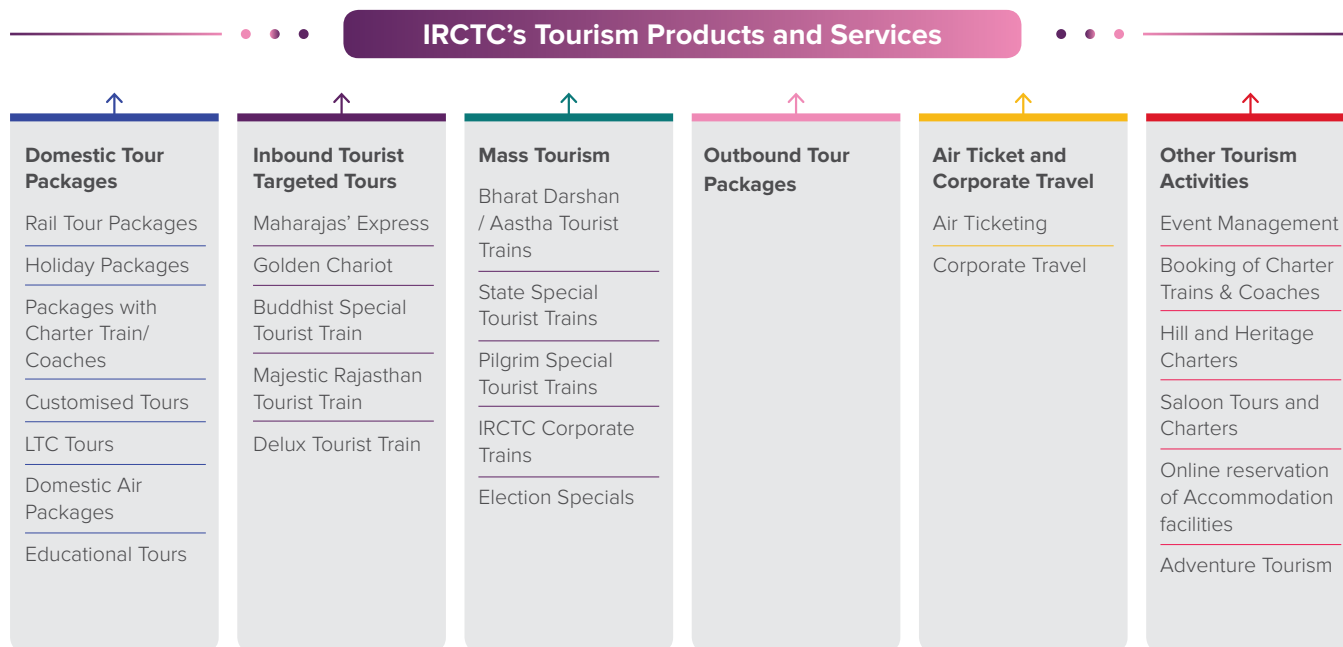 IRCTC's Tourism Products and Services
Domestic Tour
Packages
Rail Tour Packages
Holiday Packages
Packages with
Charter Train/
Coaches
Customised Tours
LTC Tours
Domestic Air
Packages
Educational Tours
Inbound Tourist
Targeted Tours
Maharajas' Express
Golden Chariot
Buddhist Special
Tourist Train
Majestic Rajasthan
Tourist Train
Delux Tourist Train
Mass Tourism
Bharat Darshan
/ Aastha Tourist
Trains
State Special
Tourist Trains
Pilgrim Special
Tourist Trains
IRCTC Corporate
Trains
Election Specials
Outbound Tour
Packages
Air Ticket and
Corporate Travel
Air Ticketing
Corporate Travel
Other Tourism
Activities
Event Management
Booking of Charter
Trains & Coaches
Hill and Heritage
Charters
Saloon Tours and
Charters
Online reservation
of Accommodation
facilities
Adventure Tourism